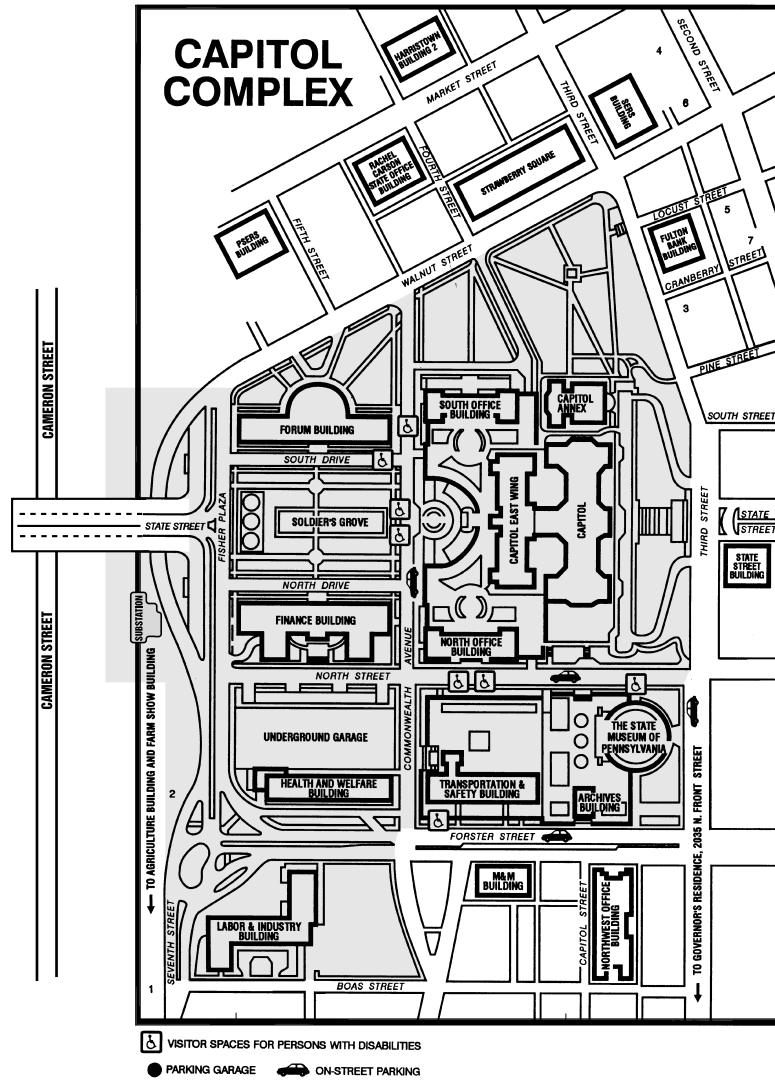 CAPITOL
COMPLEX
HARRISTOWN
BUILDING 2
MARKET STREET
SECOND STREET
4
THIRD STREET
SERS
BUILDING
6
RACHEL
CARSON
STATE OFFICE
BUILDING
FOURTH STREET
STRAWBERRY SQUARE
PSERS
BUILDING
FIFTH STREET
WALNUT STREET
LOCUST STREET
5
FULTON
BANK
BUILDING
7
CRANBERRY STREET
3
PINE STREET
SOUTH STREET
CAMERON STREET
FORUM BUILDING
SOUTH OFFICE
BUILDING
CAPITOL
ANNEX
SOUTH DRIVE
FISHER PLAZA
STATE STREET
SOLDIER'S GROVE
CAPITOL EAST WING
CAPITOL
THIRD STREET
STATE
STREET
STATE
STREET
BUILDING
NORTH DRIVE
SUBSTATION
FINANCE BUILDING
NORTH OFFICE
BUILDING
CAMERON STREET
NORTH STREET
COMMONWEALTH AVENUE
UNDERGROUND GARAGE
THE STATE
MUSEUM OF
PENNSYLVANIA
HEALTH AND WELFARE
BUILDING
TRANSPORTATION &
SAFETY BUILDING
ARCHIVES
BUILDING
2
TO AGRICULTURE BUILDING AND FARM SHOW BUILDING
FORSTER STREET
TO GOVERNOR'S RESIDENCE, 2035 N. FRONT STREET
M&M
BUILDING
CAPITOL STREET
NORTHWEST OFFICE
BUILDING
LABOR & INDUSTRY
BUILDING
SEVENTH STREET
1
BOAS STREET
VISITOR SPACES FOR PERSONS WITH DISABILITIES
PARKING GARAGE
ON-STREET PARKING